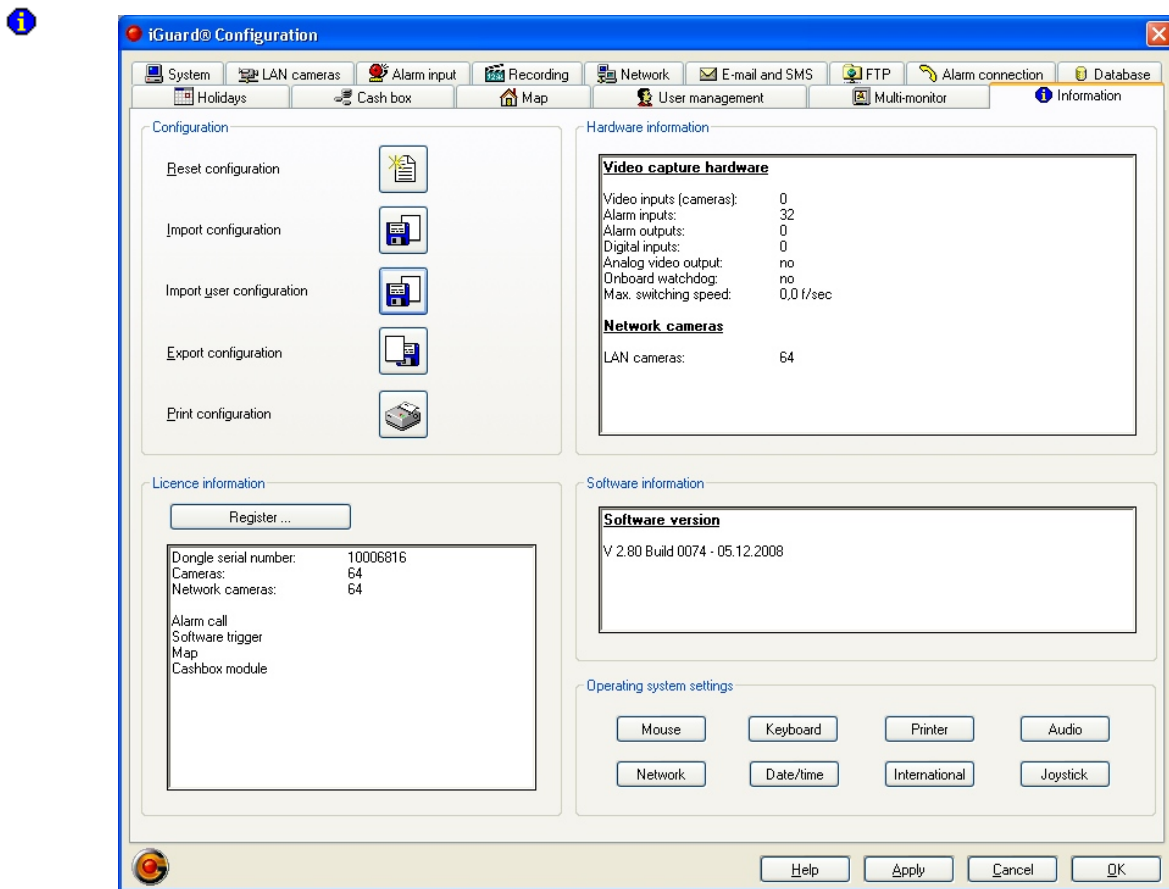 iGuard® Configuration
System LAN cameras Alarm input Recording Network E-mail and SMS FTP Alarm connection Database
Holidays Cash box Map User management Multi-monitor Information
Configuration
Reset configuration
Import configuration
Import user configuration
Export configuration
Print configuration
Hardware information
Video capture hardware
Video inputs (cameras): 0
Alarm inputs: 32
Alarm outputs: 0
Digital inputs: 0
Analog video output: no
Onboard watchdog: no
Max. switching speed: 0,0 f/sec
Network cameras
LAN cameras: 64
Licence information
Register ...
Dongle serial number: 10006816
Cameras: 64
Network cameras: 64
Alarm call
Software trigger
Map
Cashbox module
Software information
Software version
V 2.80 Build 0074 - 05.12.2008
Operating system settings
Mouse Keyboard Printer Audio
Network Date/time International Joystick
Help Apply Cancel OK